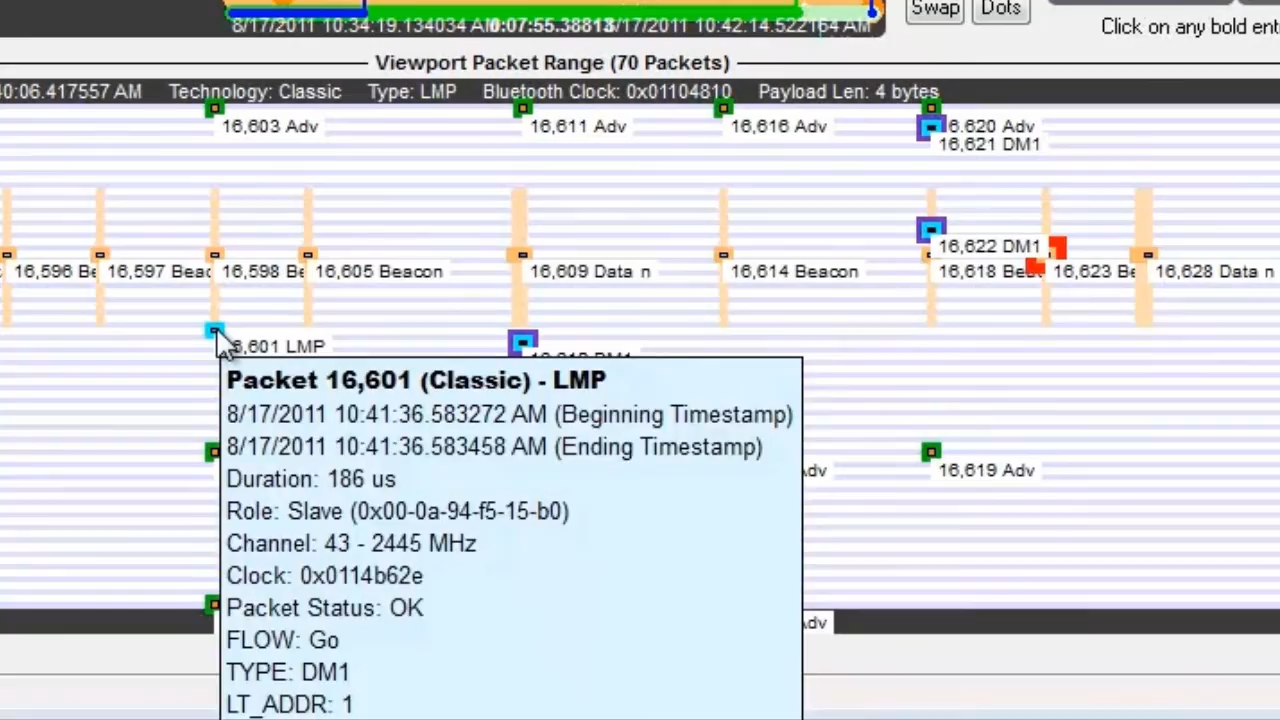 Swap Dots
8/17/2011 10:34:19.134034 AM 0:07:55.38813 8/17/2011 10:42:14.522164 AM
Click on any bold ent
Viewport Packet Range (70 Packets)
0:06.417557 AM Technology: Classic Type: LMP Bluetooth Clock: 0x01104810 Payload Len: 4 bytes
16,603 Adv 16,611 Adv 16,616 Adv 16,620 Adv
16,621 DM1
16,622 DM1
16,596 Be 16,597 Beac 16,598 Be 16,605 Beacon 16,609 Data n 16,614 Beacon 16,618 Be 16,623 Be 16,628 Data n
6,601 LMP
Packet 16,601 (Classic) - LMP
8/17/2011 10:41:36.583272 AM (Beginning Timestamp)
8/17/2011 10:41:36.583458 AM (Ending Timestamp)
Adv 16,619 Adv
Duration: 186 us
Role: Slave (0x00-0a-94-f5-15-b0)
Channel: 43 - 2445 MHz
Clock: 0x0114b62e
Packet Status: OK
Adv
FLOW: Go
TYPE: DM1
LT_ADDR: 1